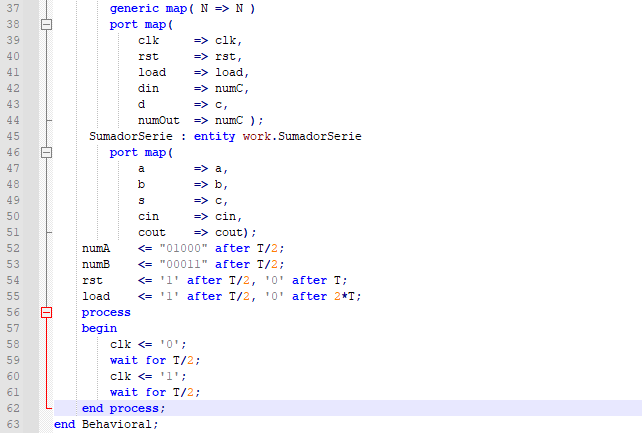 37 generic map( N => N )
38 port map(
39 clk => clk,
40 rst => rst,
41 load => load,
42 din => numC,
43 d => c,
44 numOut => numC );
45 SumadorSerie : entity work.SumadorSerie
46 port map(
47 a => a,
48 b => b,
49 s => c,
50 cin => cin,
51 cout => cout);
52 numA <= "01000" after T/2;
53 numB <= "00011" after T/2;
54 rst <= '1' after T/2, '0' after T;
55 load <= '1' after T/2, '0' after 2*T;
56 process
57 begin
58 clk <= '0';
59 wait for T/2;
60 clk <= '1';
61 wait for T/2;
62 end process;
63 end Behavioral;